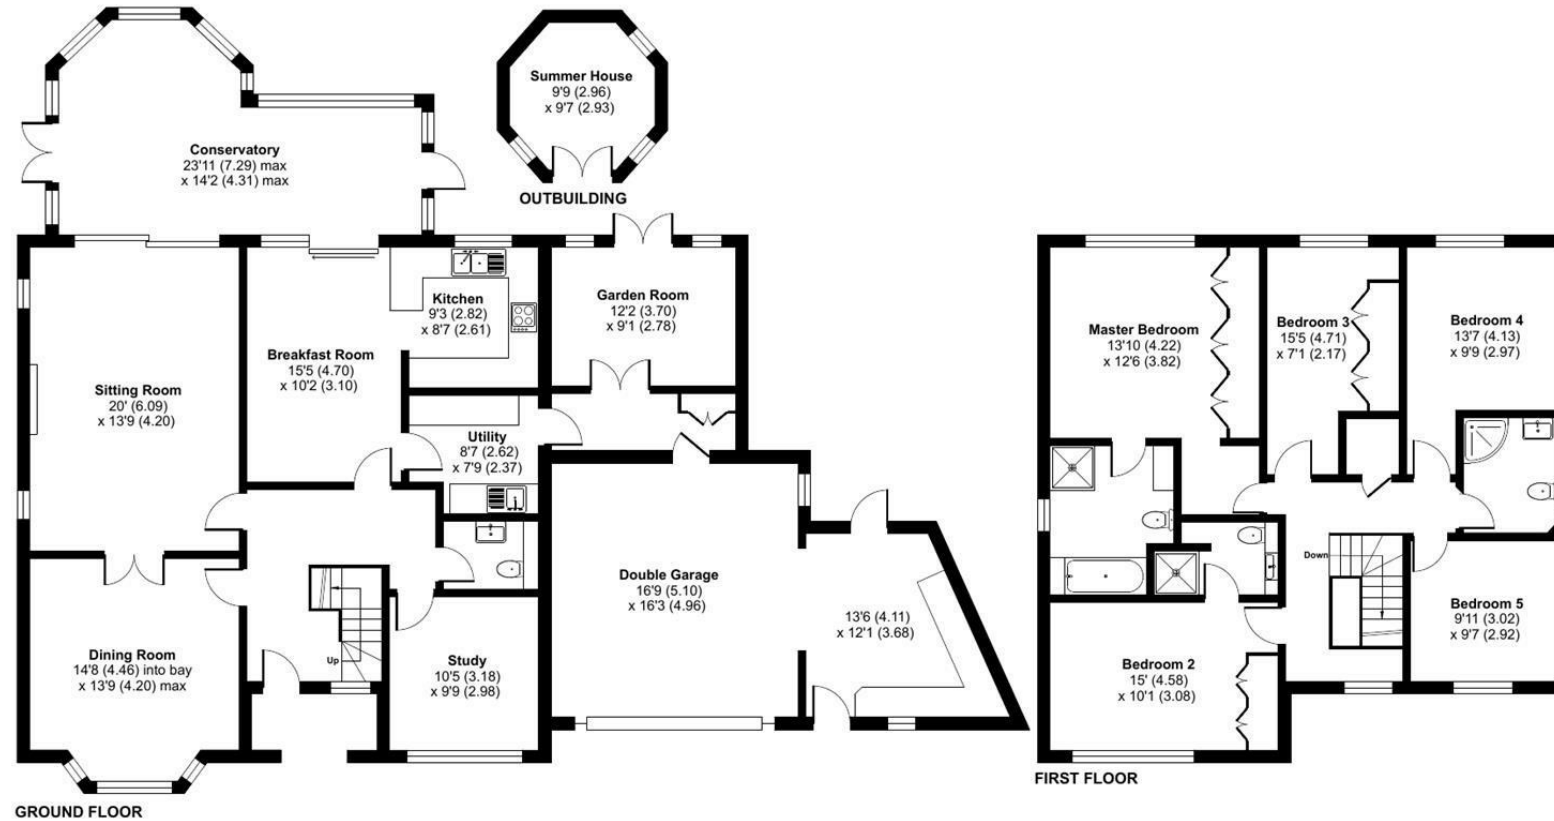 Summer House
9'9 (2.96)
x 9'7 (2.93)
OUTBUILDING
Conservatory
23'11 (7.29) max
x 14'2 (4.31) max
Kitchen
9'3 (2.82)
x 8'7 (2.61)
Garden Room
12'2 (3.70)
x 9'1 (2.78)
Breakfast Room
15'5 (4.70)
x 10'2 (3.10)
Sitting Room
20' (6.09)
x 13'9 (4.20)
Utility
8'7 (2.62)
x 7'9 (2.37)
Double Garage
16'9 (5.10)
x 16'3 (4.96)
13'6 (4.11)
x 12'1 (3.68)
Dining Room
14'8 (4.46) into bay
x 13'9 (4.20) max
Up
Study
10'5 (3.18)
x 9'9 (2.98)
GROUND FLOOR
Master Bedroom
13'10 (4.22)
x 12'6 (3.82)
Bedroom 3
15'5 (4.71)
x 7'1 (2.17)
Bedroom 4
13'7 (4.13)
x 9'9 (2.97)
Down
Bedroom 5
9'11 (3.02)
x 9'7 (2.92)
Bedroom 2
15' (4.58)
x 10'1 (3.08)
FIRST FLOOR